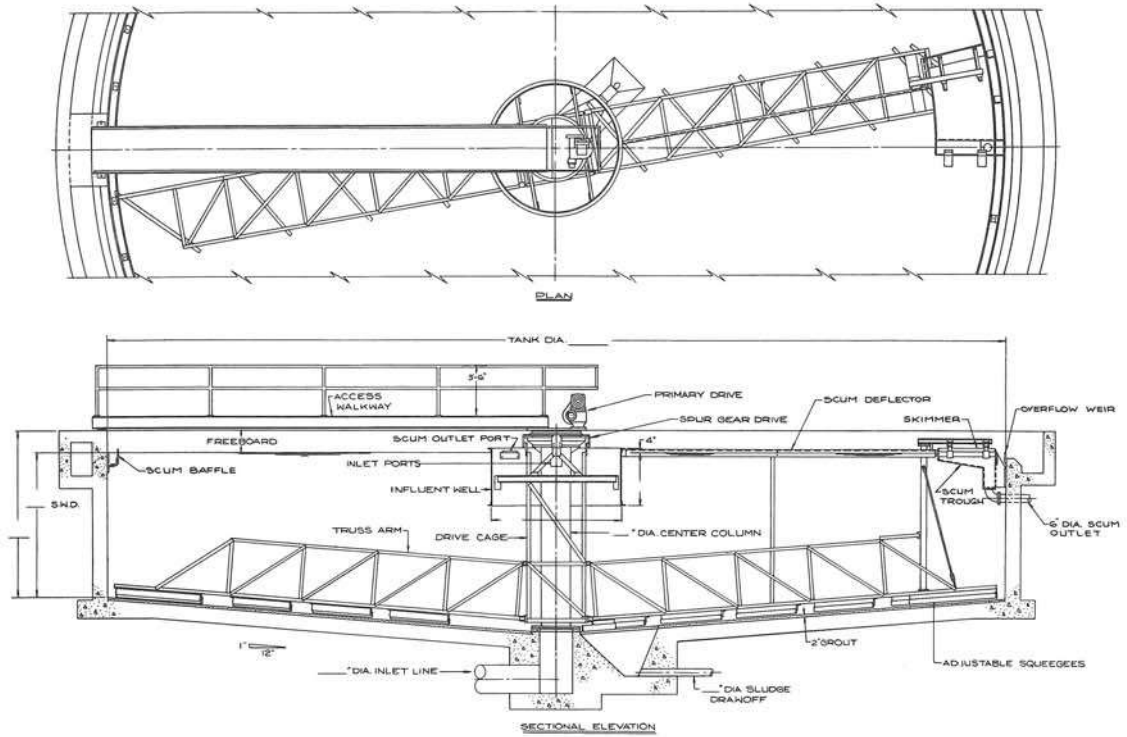 PLAN
TANK DIA.
3'-6"
ACCESS
WALKWAY
PRIMARY DRIVE
SCUM DEFLECTOR
SPUR GEAR DRIVE
SKIMMER
OVERFLOW WEIR
FREEBOARD
SCUM OUTLET PORT
4"
SCUM BAFFLE
INLET PORTS
INFLUENT WELL
SCUM
TROUGH
S.W.D.
6" DIA. SCUM
OUTLET
TRUSS ARM
DRIVE CAGE
" DIA. CENTER COLUMN
2" GROUT
1"
12"
" DIA. INLET LINE
ADJUSTABLE SQUEEGEES
" DIA SLUDGE
DRAWOFF
SECTIONAL ELEVATION